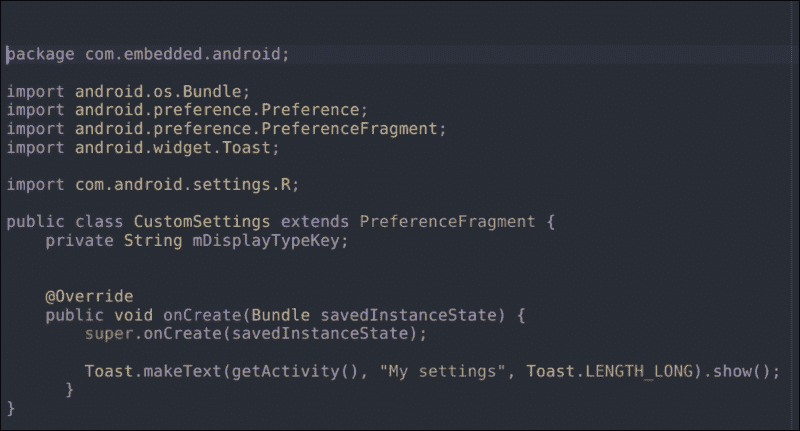 package com.embedded.android;
import android.os.Bundle;
import android.preference.Preference;
import android.preference.PreferenceFragment;
import android.widget.Toast;
import com.android.settings.R;
public class CustomSettings extends PreferenceFragment {
    private String mDisplayTypeKey;
    @Override
    public void onCreate(Bundle savedInstanceState) {
        super.onCreate(savedInstanceState);
        Toast.makeText(getActivity(), "My settings", Toast.LENGTH_LONG).show();
      }
}